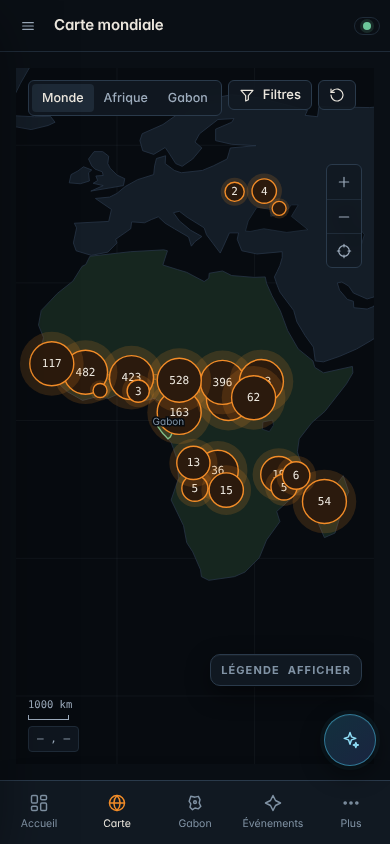 Carte mondiale
Monde Afrique Gabon Filtres
2 4
117 482 423 528 396 62
3
163
Gabon
13 36 6
5 15 5 54
LÉGENDE AFFICHER
1000 km
— , —
Accueil Carte Gabon Événements Plus